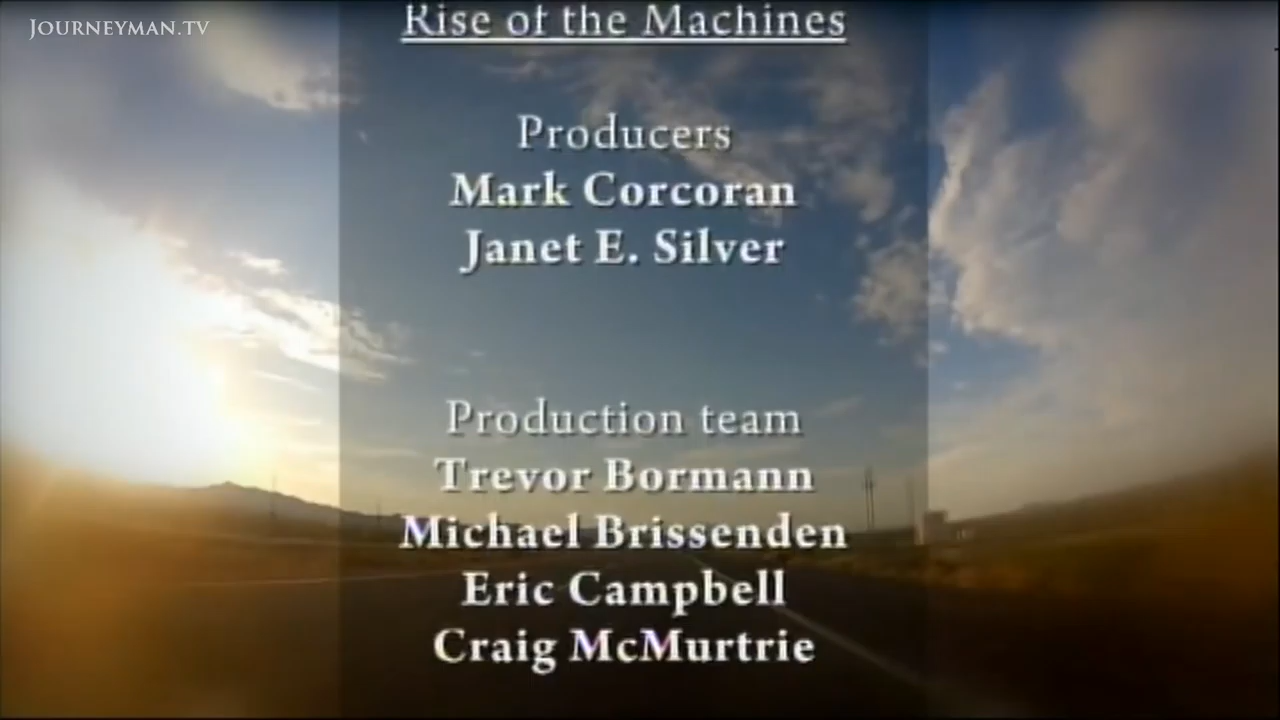 JOURNEYMAN.TV
Rise of the Machines
Producers
Mark Corcoran
Janet E. Silver
Production team
Trevor Bormann
Michael Brissenden
Eric Campbell
Craig McMurtrie